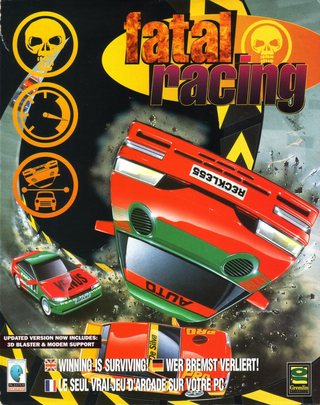 fatal
racing
RECKLESS
AUTO
UPDATED VERSION NOW INCLUDES:
3D BLASTER & MODEM SUPPORT
WINNING IS SURVIVING! WER BREMST VERLIERT!
LE SEUL VRAI JEU D'ARCADE SUR VOTRE PC!
Gremlin